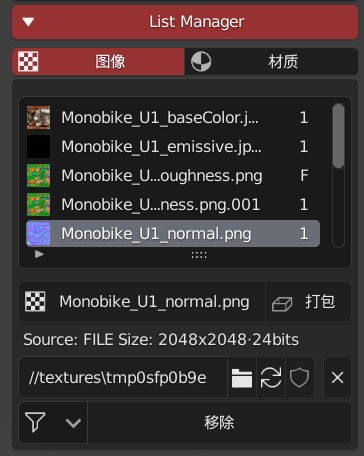 List Manager
图像 材质
Monobike_U1_baseColor.j... 1
Monobike_U1_emissive.jp... 1
Monobike_U...oughness.png F
Monobike_U...ness.png.001 1
Monobike_U1_normal.png 1
Monobike_U1_normal.png 打包
Source: FILE Size: 2048x2048·24bits
//textures\tmp0sfp0b9e
移除